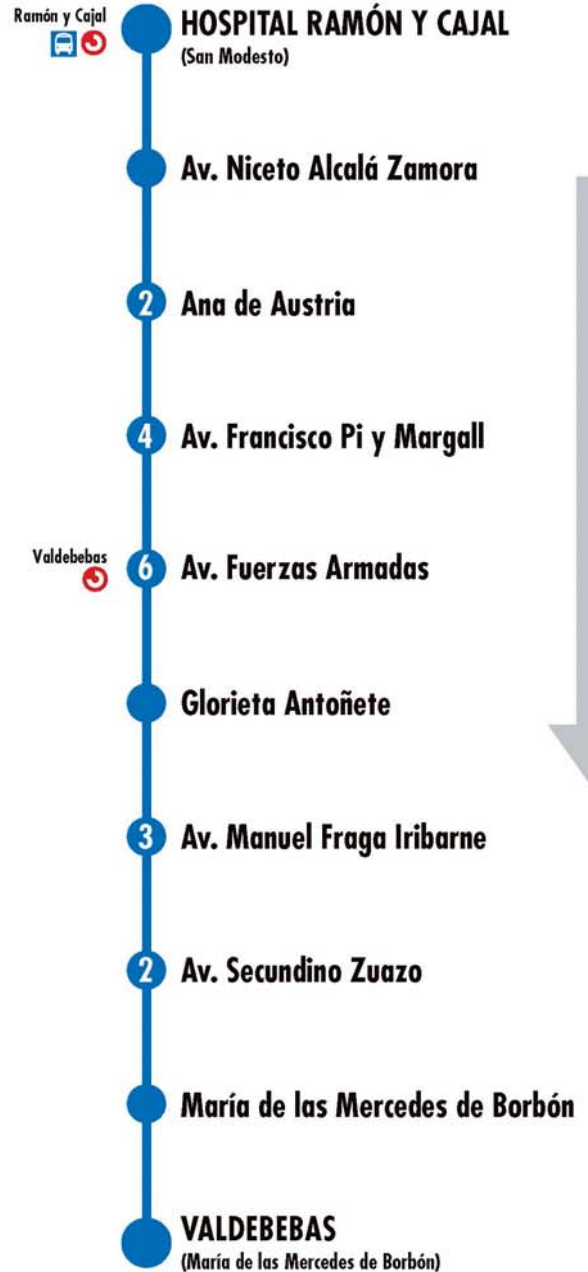 Ramón y Cajal
HOSPITAL RAMÓN Y CAJAL
(San Modesto)
Av. Niceto Alcalá Zamora
2 Ana de Austria
4 Av. Francisco Pi y Margall
Valdebebas
6 Av. Fuerzas Armadas
Glorieta Antoñete
3 Av. Manuel Fraga Iribarne
2 Av. Secundino Zuazo
María de las Mercedes de Borbón
VALDEBEBAS
(María de las Mercedes de Borbón)